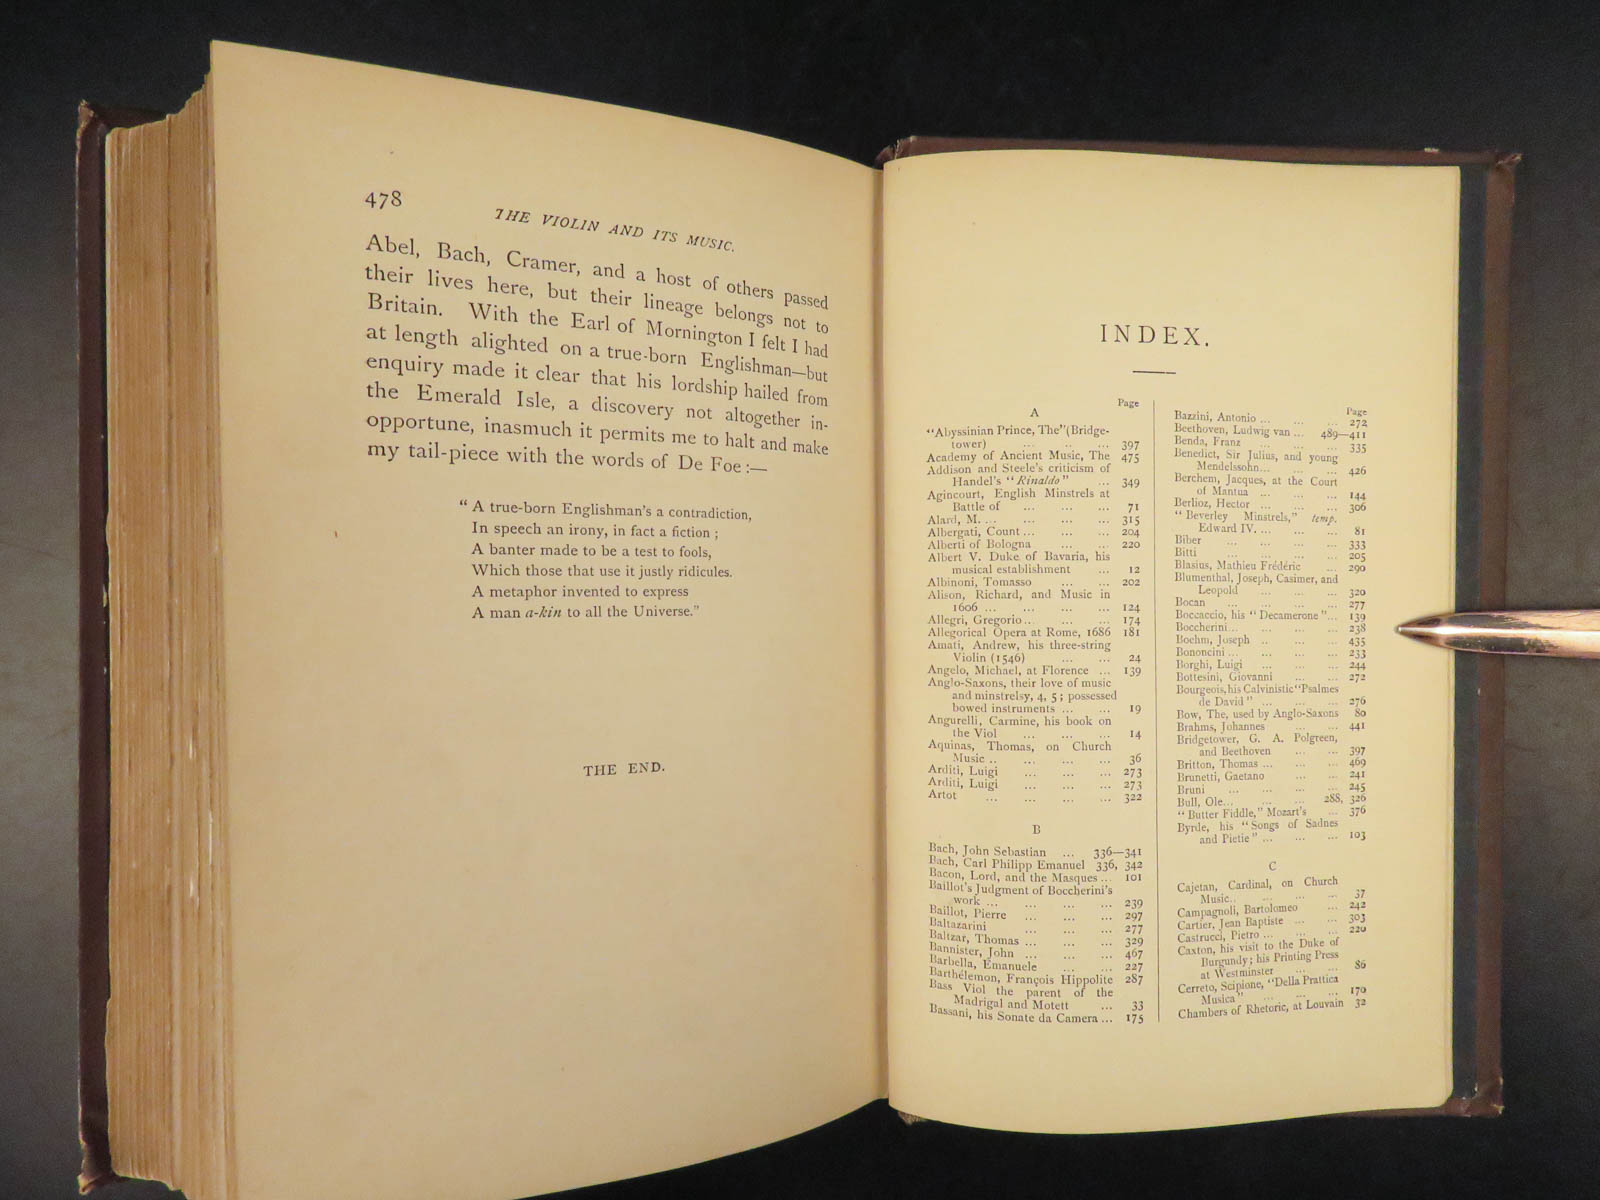 478
THE VIOLIN AND ITS MUSIC.
Abel, Bach, Cramer, and a host of others passed
their lives here, but their lineage belongs not to
Britain. With the Earl of Mornington I felt I had
at length alighted on a true-born Englishman—but
enquiry made it clear that his lordship hailed from
the Emerald Isle, a discovery not altogether in-
opportune, inasmuch it permits me to halt and make
my tail-piece with the words of De Foe:—
“ A true-born Englishman's a contradiction,
In speech an irony, in fact a fiction ;
A banter made to be a test to fools,
Which those that use it justly ridicules.
A metaphor invented to express
A man a-kin to all the Universe.”
THE END.
INDEX.
Page
A
“Abyssinian Prince, The”(Bridge-
tower) ... .. ... 397
Academy of Ancient Music, The 475
Addison and Steele's criticism of
Handel's “Rinaldo” ... 349
Agincourt, English Minstrels at
Battle of ... ... ... 71
Alard, M. ... ... ... ... 315
Albergati, Count ... ... ... 204
Alberti of Bologna ... ... 220
Albert V. Duke of Bavaria, his
musical establishment ... 12
Albinoni, Tomasso ... ... 202
Alison, Richard, and Music in
1606 ... ... ... ... 124
Allegri, Gregorio... ... ... 174
Allegorical Opera at Rome, 1686 181
Amati, Andrew, his three-string
Violin (1546) ... ... 24
Angelo, Michael, at Florence ... 139
Anglo-Saxons, their love of music
and minstrelsy, 4, 5 ; possessed
bowed instruments ... ... 19
Angurelli, Carmine, his book on
the Viol ... ... ... 14
Aquinas, Thomas, on Church
Music .. ... ... ... 36
Arditi, Luigi ... ... ... 273
Arditi, Luigi ... ... ... 273
Artot ... ... ... ... 322
B
Bach, John Sebastian ... 336—341
Bach, Carl Philipp Emanuel 336, 342
Bacon, Lord, and the Masques ... 101
Baillot's Judgment of Boccherini's
work ... ... ... ... 239
Baillot, Pierre ... ... ... 297
Baltazarini ... ... ... 277
Baltzar, Thomas ... ... ... 329
Bannister, John ... ... ... 467
Barbella, Emanuele ... ... 227
Barthélemon, François Hippolite 287
Bass Viol the parent of the
Madrigal and Motett ... 33
Bassani, his Sonate da Camera ... 175
Page
Bazzini, Antonio ... ... ... 272
Beethoven, Ludwig van ... 489—411
Benda, Franz ... ... ... 335
Benedict, Sir Julius, and young
Mendelssohn... ... ... 426
Berchem, Jacques, at the Court
of Mantua ... ... ... 144
Berlioz, Hector ... ... ... 306
“ Beverley Minstrels,” temp.
Edward IV. ... ... ... 81
Biber ... ... ... ... 333
Bitti ... ... ... ... 205
Blasius, Mathieu Frédéric ... 290
Blumenthal, Joseph, Casimer, and
Leopold ... ... ... 320
Bocan ... ... ... ... 277
Boccaccio, his “ Decamerone ”... 139
Boccherini... ... ... ... 238
Boehm, Joseph .. ... ... 435
Bononcini ... ... ... ... 233
Borghi, Luigi ... ... ... 244
Bottesini, Giovanni ... ... 272
Bourgeois, his Calvinistic “Psalmes
de David ” ... ... ... 276
Bow, The, used by Anglo-Saxons 80
Brahms, Johannes ... ... 441
Bridgetower, G. A. Polgreen,
and Beethoven ... ... 397
Britton, Thomas ... ... ... 469
Brunetti, Gaetano ... ... 241
Bruni ... ... ... ... 245
Bull, Ole... ... ... 288, 326
“ Butter Fiddle,” Mozart's ... 376
Byrde, his “ Songs of Sadnes
and Pietie ” ... ... ... 103
C
Cajetan, Cardinal, on Church
Music.. ... ... ... 37
Campagnoli, Bartolomeo ... 242
Cartier, Jean Baptiste ... ... 303
Castrucci, Pietro ... ... ... 220
Caxton, his visit to the Duke of
Burgundy; his Printing Press
at Westminster ... ... 86
Cerreto, Scipione, “Della Prattica
Musica” ... ... ... 170
Chambers of Rhetoric, at Louvain 32